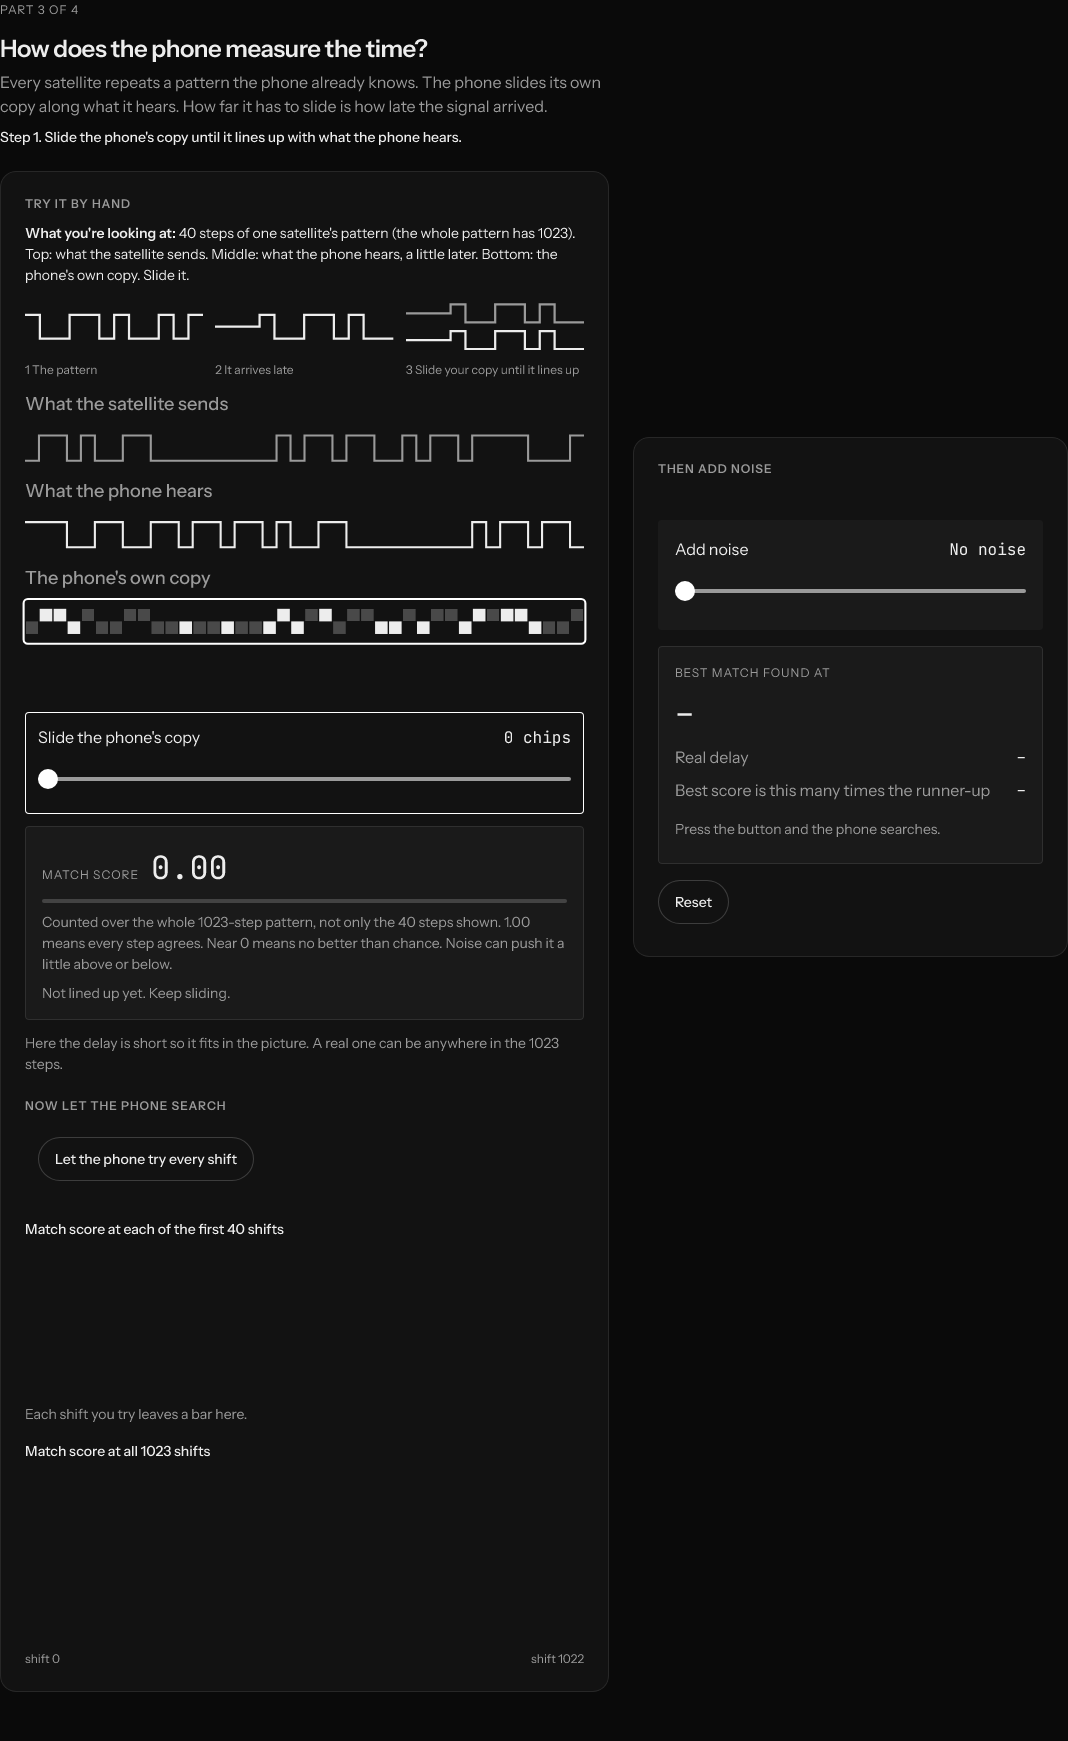 PART 3 OF 4
How does the phone measure the time?
Every satellite repeats a pattern the phone already knows. The phone slides its own
copy along what it hears. How far it has to slide is how late the signal arrived.
Step 1. Slide the phone's copy until it lines up with what the phone hears.
TRY IT BY HAND
What you're looking at: 40 steps of one satellite's pattern (the whole pattern has 1023).
Top: what the satellite sends. Middle: what the phone hears, a little later. Bottom: the
phone's own copy. Slide it.
1 The pattern
2 It arrives late
3 Slide your copy until it lines up
What the satellite sends
What the phone hears
The phone's own copy
Slide the phone's copy
0 chips
MATCH SCORE 0.00
Counted over the whole 1023-step pattern, not only the 40 steps shown. 1.00
means every step agrees. Near 0 means no better than chance. Noise can push it a
little above or below.
Not lined up yet. Keep sliding.
Here the delay is short so it fits in the picture. A real one can be anywhere in the 1023
steps.
NOW LET THE PHONE SEARCH
Let the phone try every shift
Match score at each of the first 40 shifts
Each shift you try leaves a bar here.
Match score at all 1023 shifts
shift 0
shift 1022
THEN ADD NOISE
Add noise
No noise
BEST MATCH FOUND AT
–
Real delay –
Best score is this many times the runner-up –
Press the button and the phone searches.
Reset